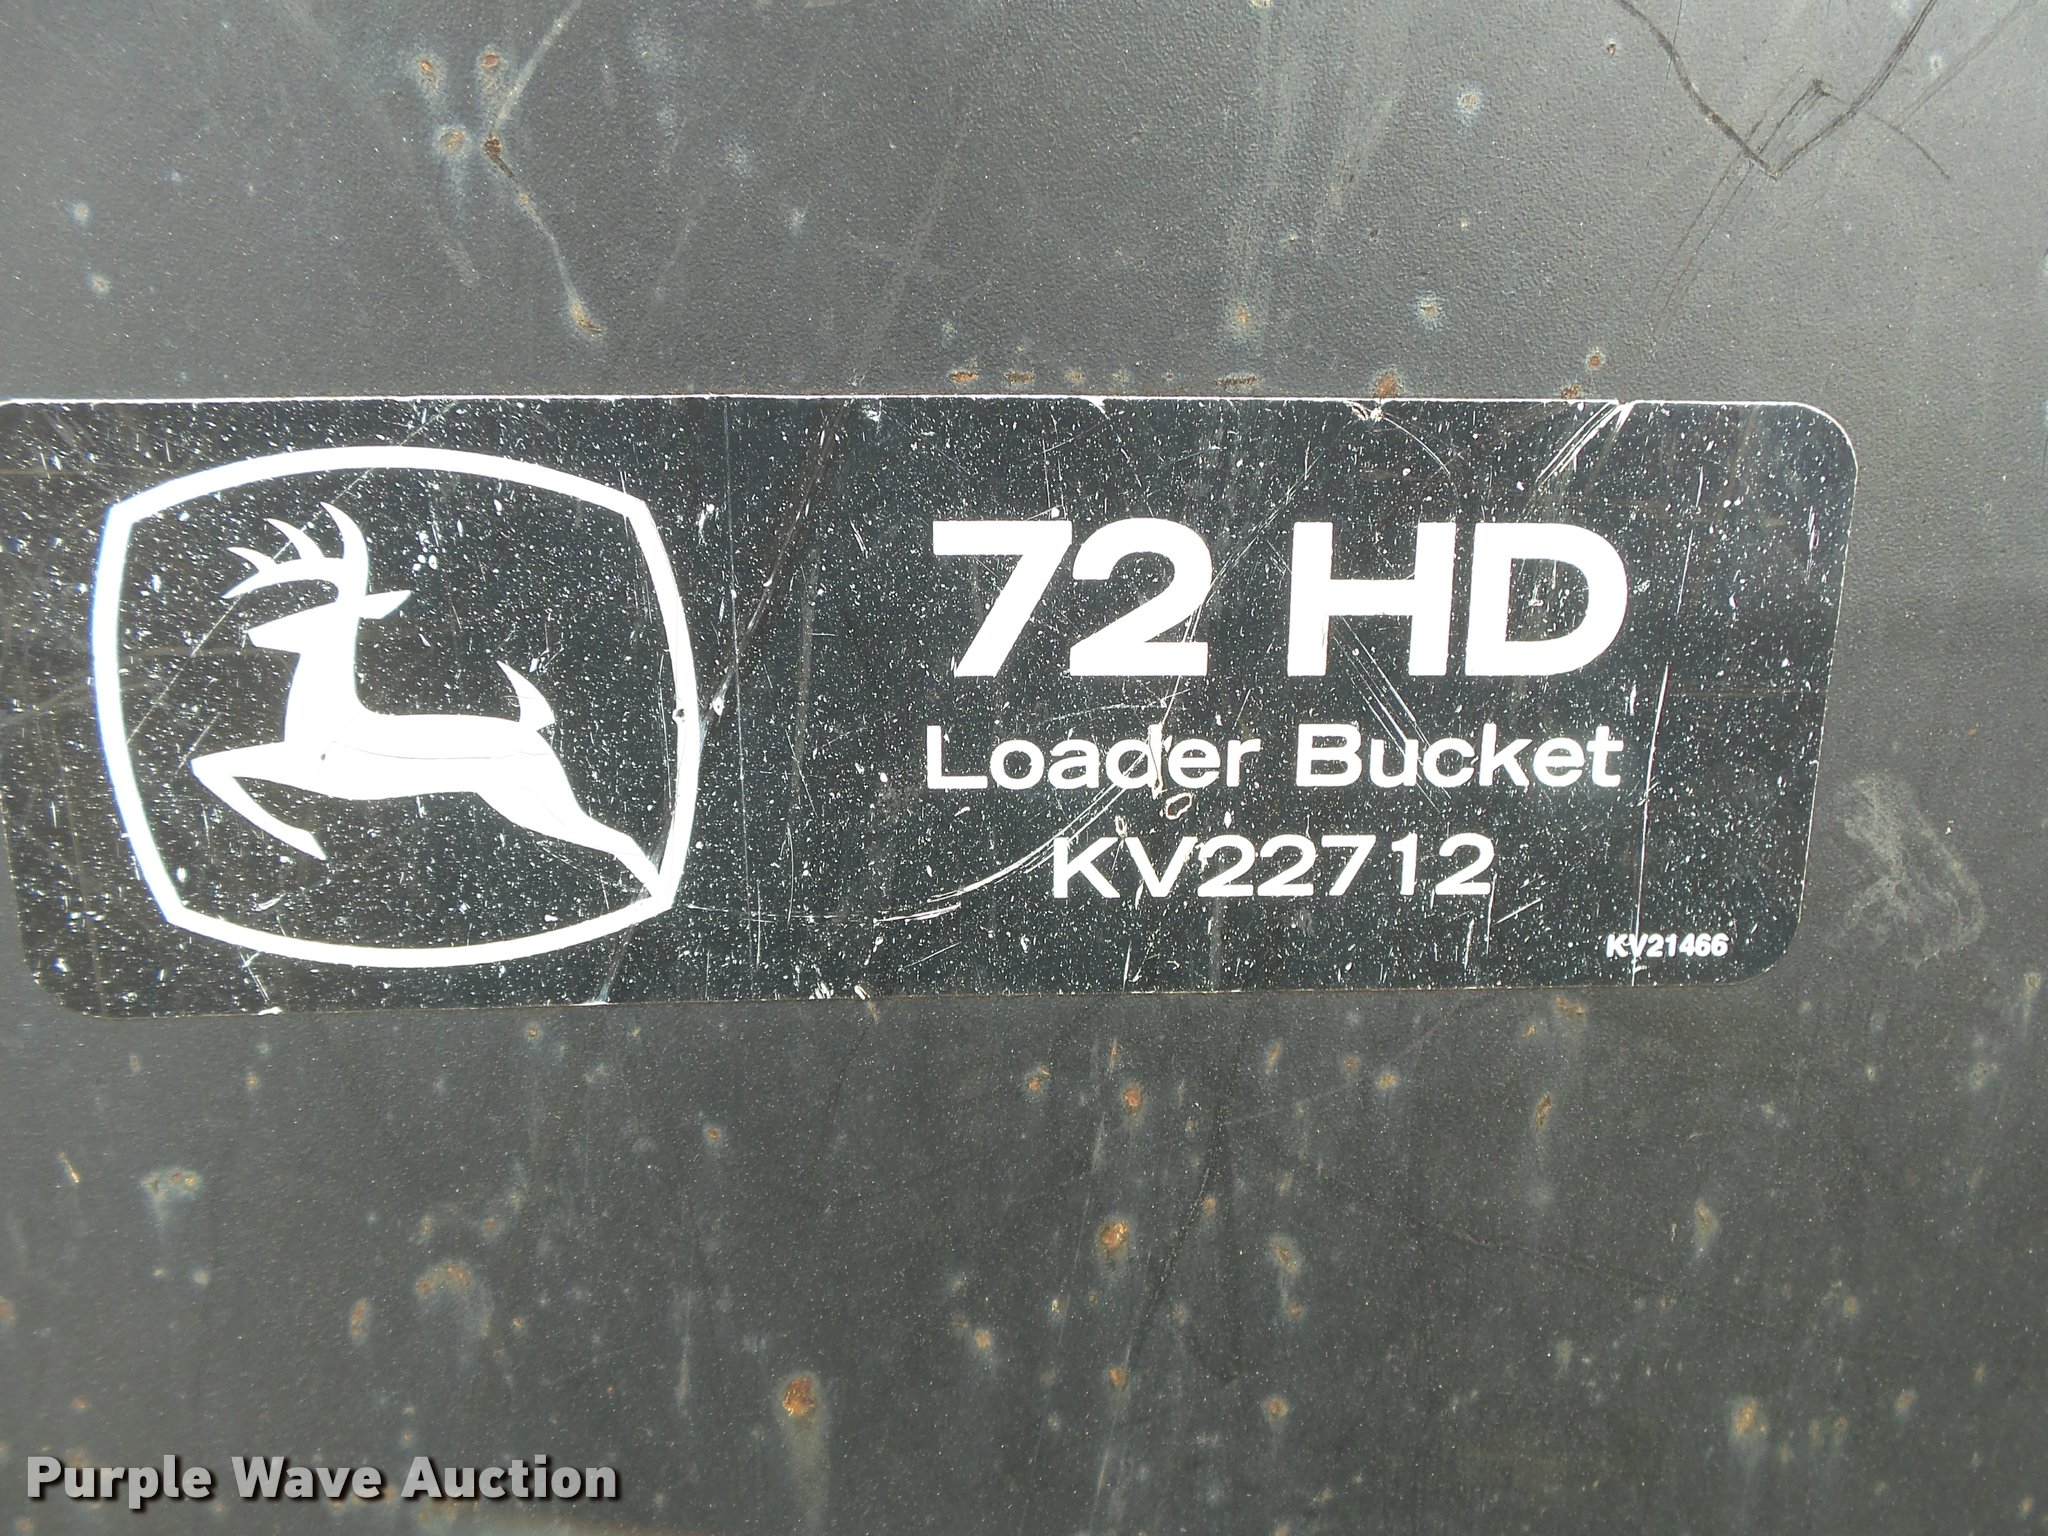 72 HD
Loader Bucket
KV22712
KV21466
Purple Wave Auction